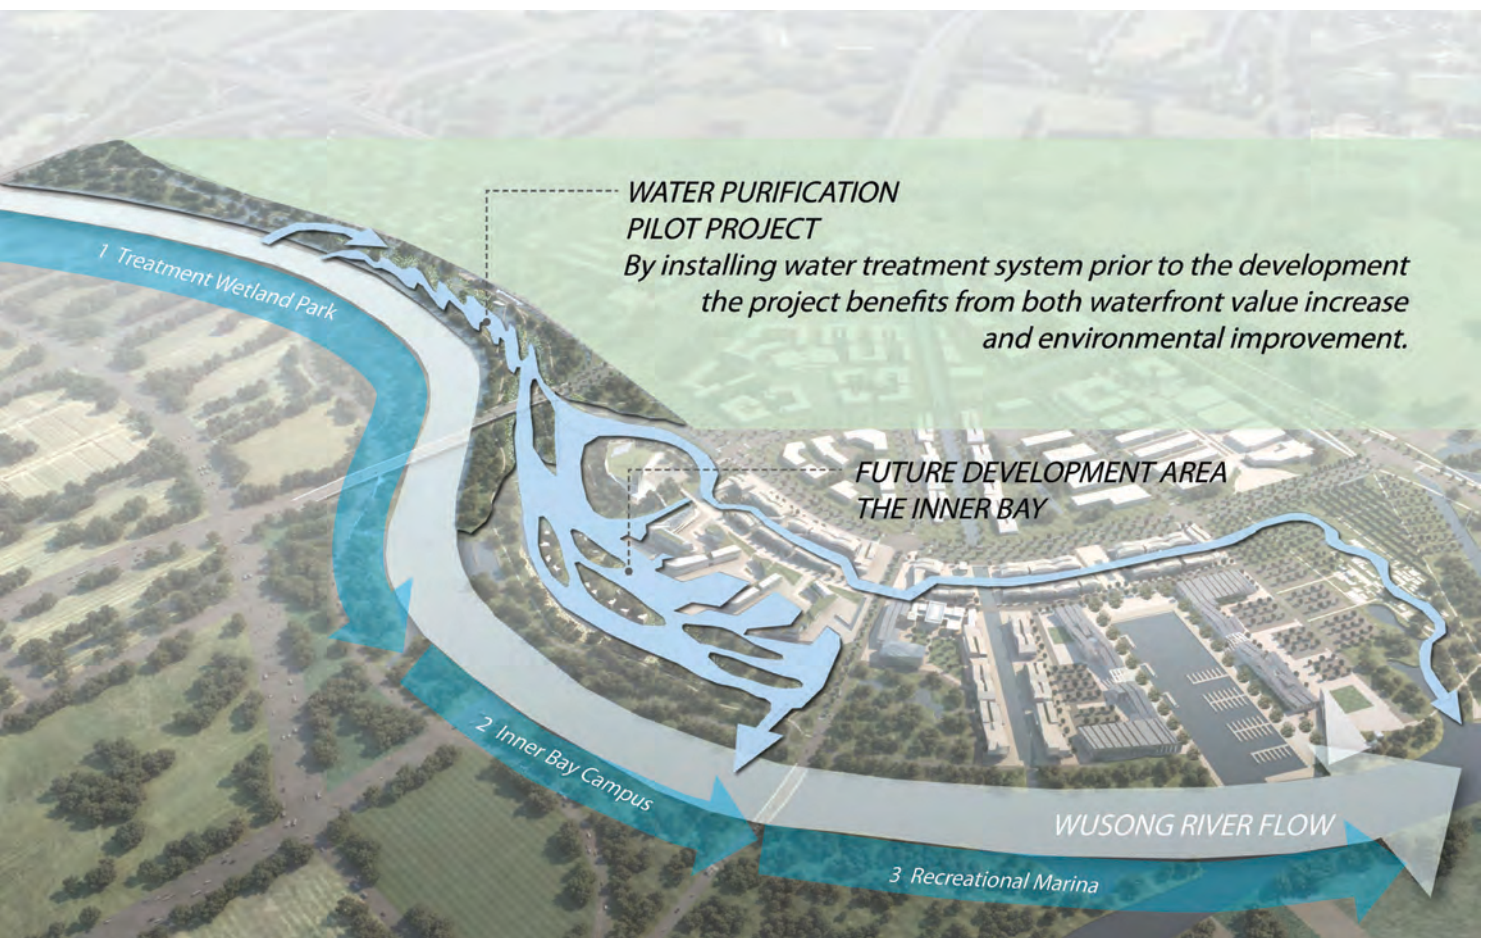 WATER PURIFICATION
PILOT PROJECT
By installing water treatment system prior to the development
the project benefits from both waterfront value increase
and environmental improvement.
1 Treatment Wetland Park
FUTURE DEVELOPMENT AREA
THE INNER BAY
2 Inner Bay Campus
WUSONG RIVER FLOW
3 Recreational Marina